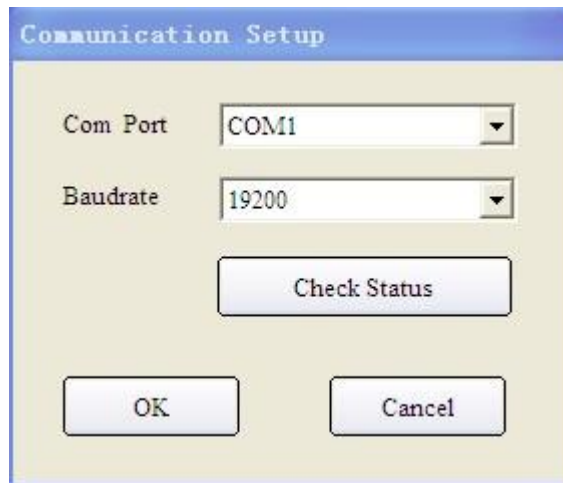 Communication Setup
Com Port COM1
Baudrate 19200
Check Status
OK Cancel